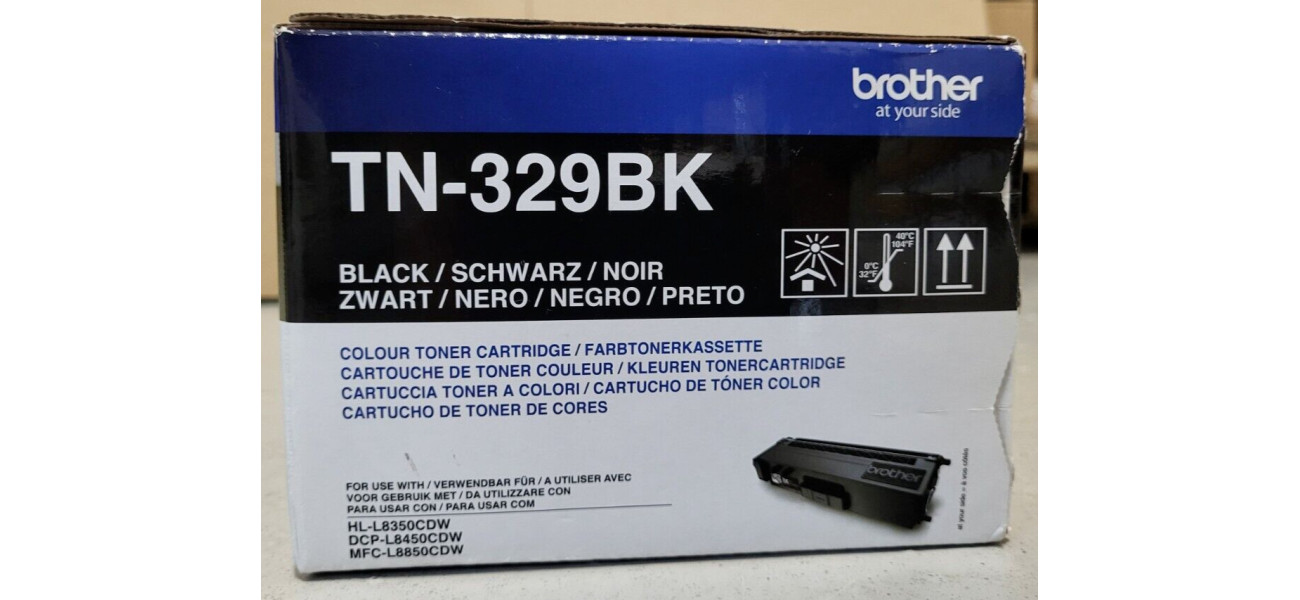 brother
at your side
TN-329BK
40°C
104°F
0°C
32°F
BLACK / SCHWARZ / NOIR
ZWART / NERO / NEGRO / PRETO
COLOUR TONER CARTRIDGE / FARBTONERKASSETTE
CARTOUCHE DE TONER COULEUR / KLEUREN TONERCARTRIDGE
CARTUCCIA TONER A COLORI / CARTUCHO DE TÓNER COLOR
CARTUCHO DE TONER DE CORES
brother
FOR USE WITH / VERWENDBAR FÜR / A UTILISER AVEC
VOOR GEBRUIK MET / DA UTILIZZARE CON
PARA USAR CON / PARA USAR COM
HL-L8350CDW
DCP-L8450CDW
MFC-L8850CDW